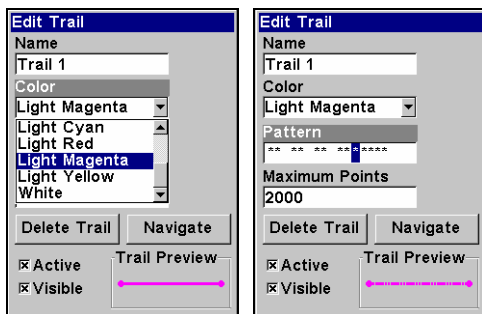 Edit Trail
Name
Trail 1
Color
Light Magenta
Light Cyan
Light Red
Light Magenta
Light Yellow
White
Delete Trail
Navigate
Active
Visible
Trail Preview
Edit Trail
Name
Trail 1
Color
Light Magenta
Pattern
** ** ** *******
Maximum Points
2000
Delete Trail
Navigate
Active
Visible
Trail Preview